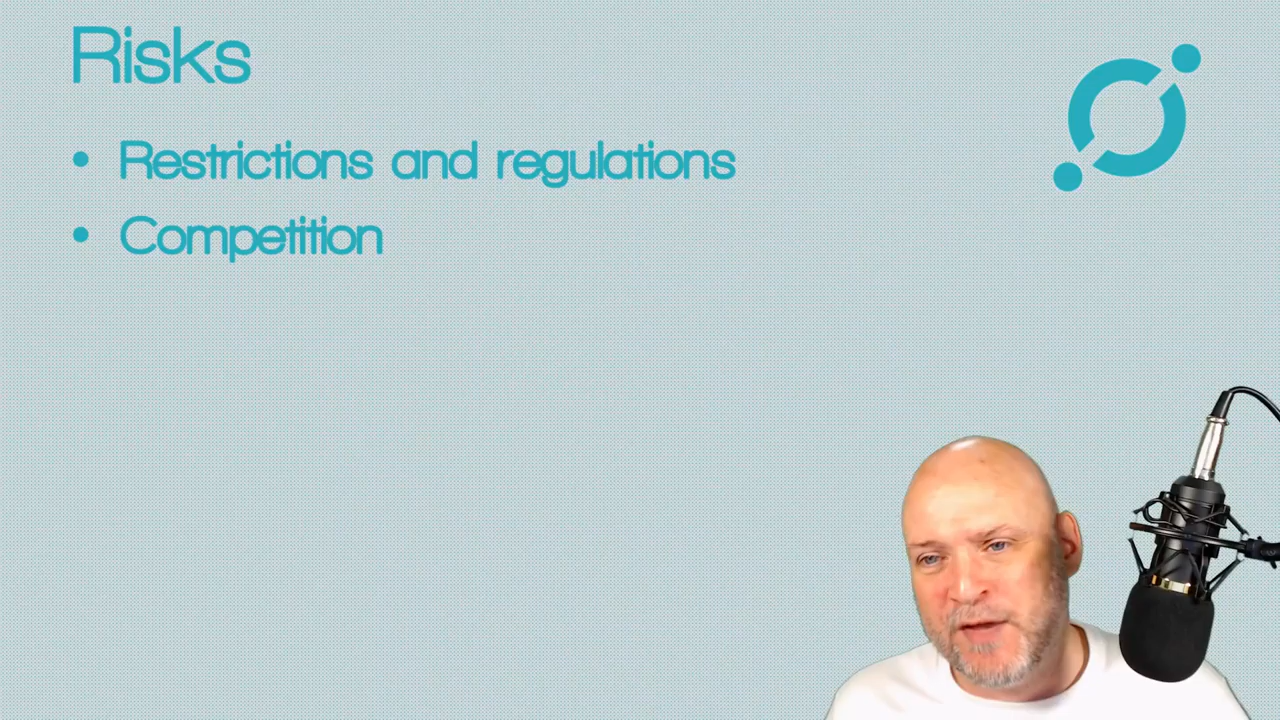 Risks
• Restrictions and regulations
• Competition